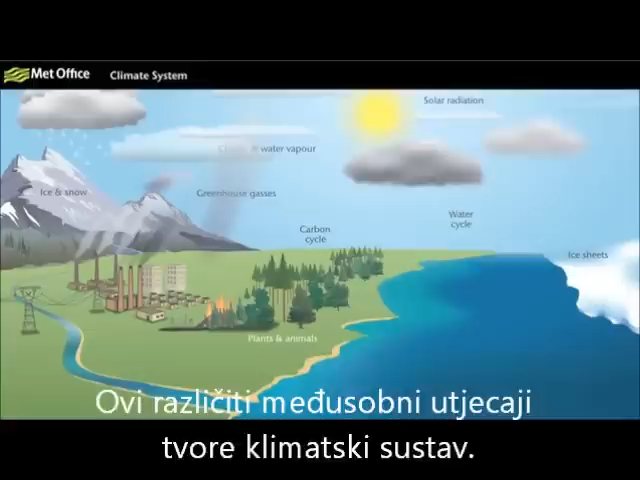 Met Office
Climate System
Solar radiation
Clouds & water vapour
Ice & snow
Greenhouse gasses
Carbon
cycle
Water
cycle
Ice sheets
Plants & animals
Ovi različiti međusobni utjecaji
tvore klimatski sustav.